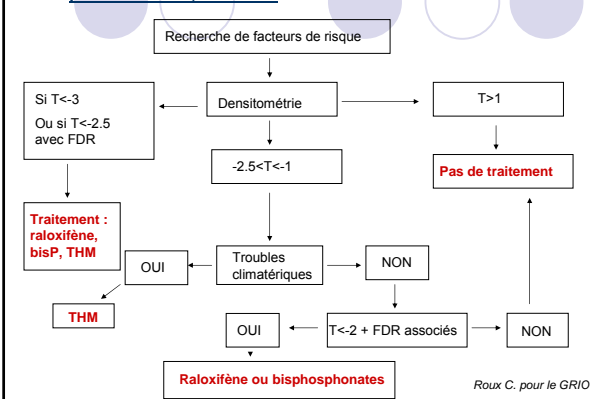 Recherche de facteurs de risque
Si T<-3
Ou si T<-2.5
avec FDR
Densitométrie
T>1
-2.5<T<-1
Pas de traitement
Traitement :
raloxifène,
bisP, THM
OUI
Troubles
climatériques
NON
THM
OUI
T<-2 + FDR associés
NON
Raloxifène ou bisphosphonates
Roux C. pour le GRIO